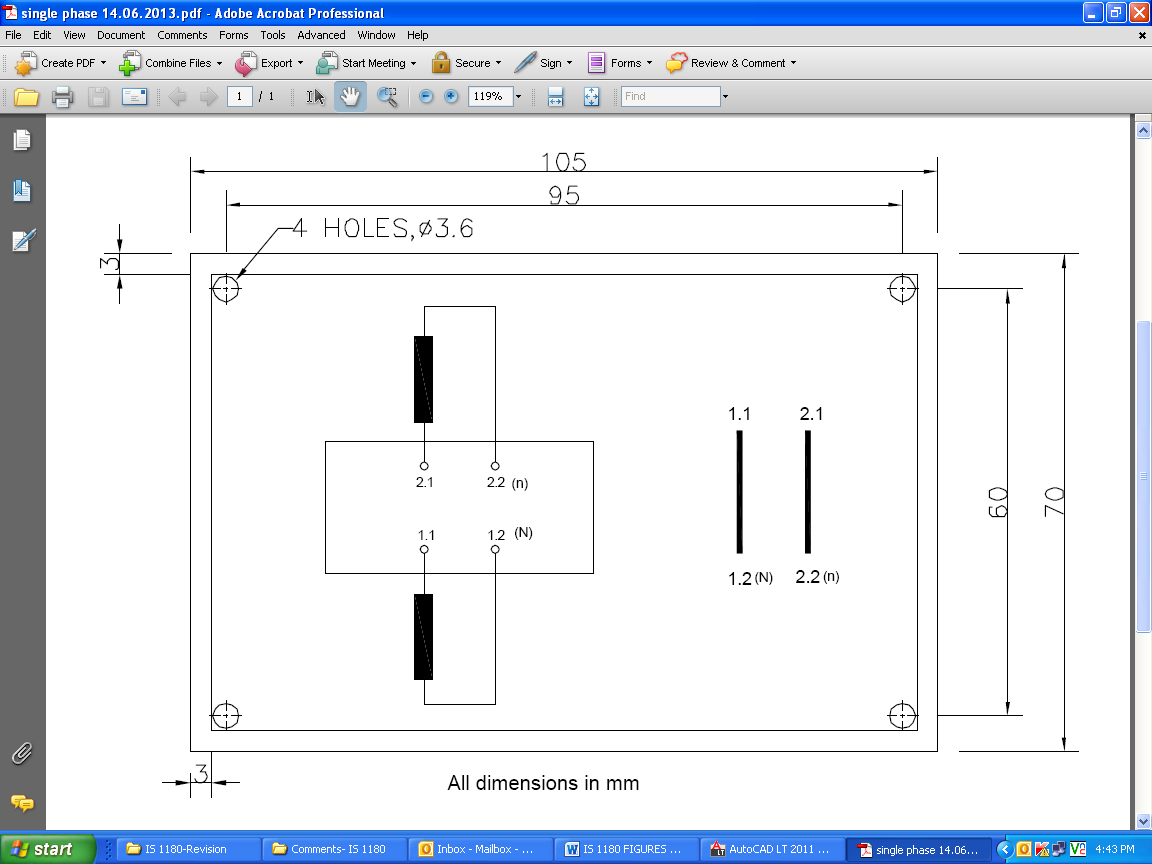 single phase 14.06.2013.pdf - Adobe Acrobat Professional
File Edit View Document Comments Forms Tools Advanced Window Help
Create PDF Combine Files Export Start Meeting Secure Sign Forms Review & Comment
1 / 1 119% Find
105
95
4 HOLES,ø3.6
3
1.1 2.1
2.1 2.2 (n)
60
70
1.1 1.2 (N)
1.2 (N) 2.2 (n)
3
All dimensions in mm
start IS 1180-Revision Comments- IS 1180 Inbox - Mailbox - ... IS 1180 FIGURES ... AutoCAD LT 2011 ... single phase 14.06... 4:43 PM